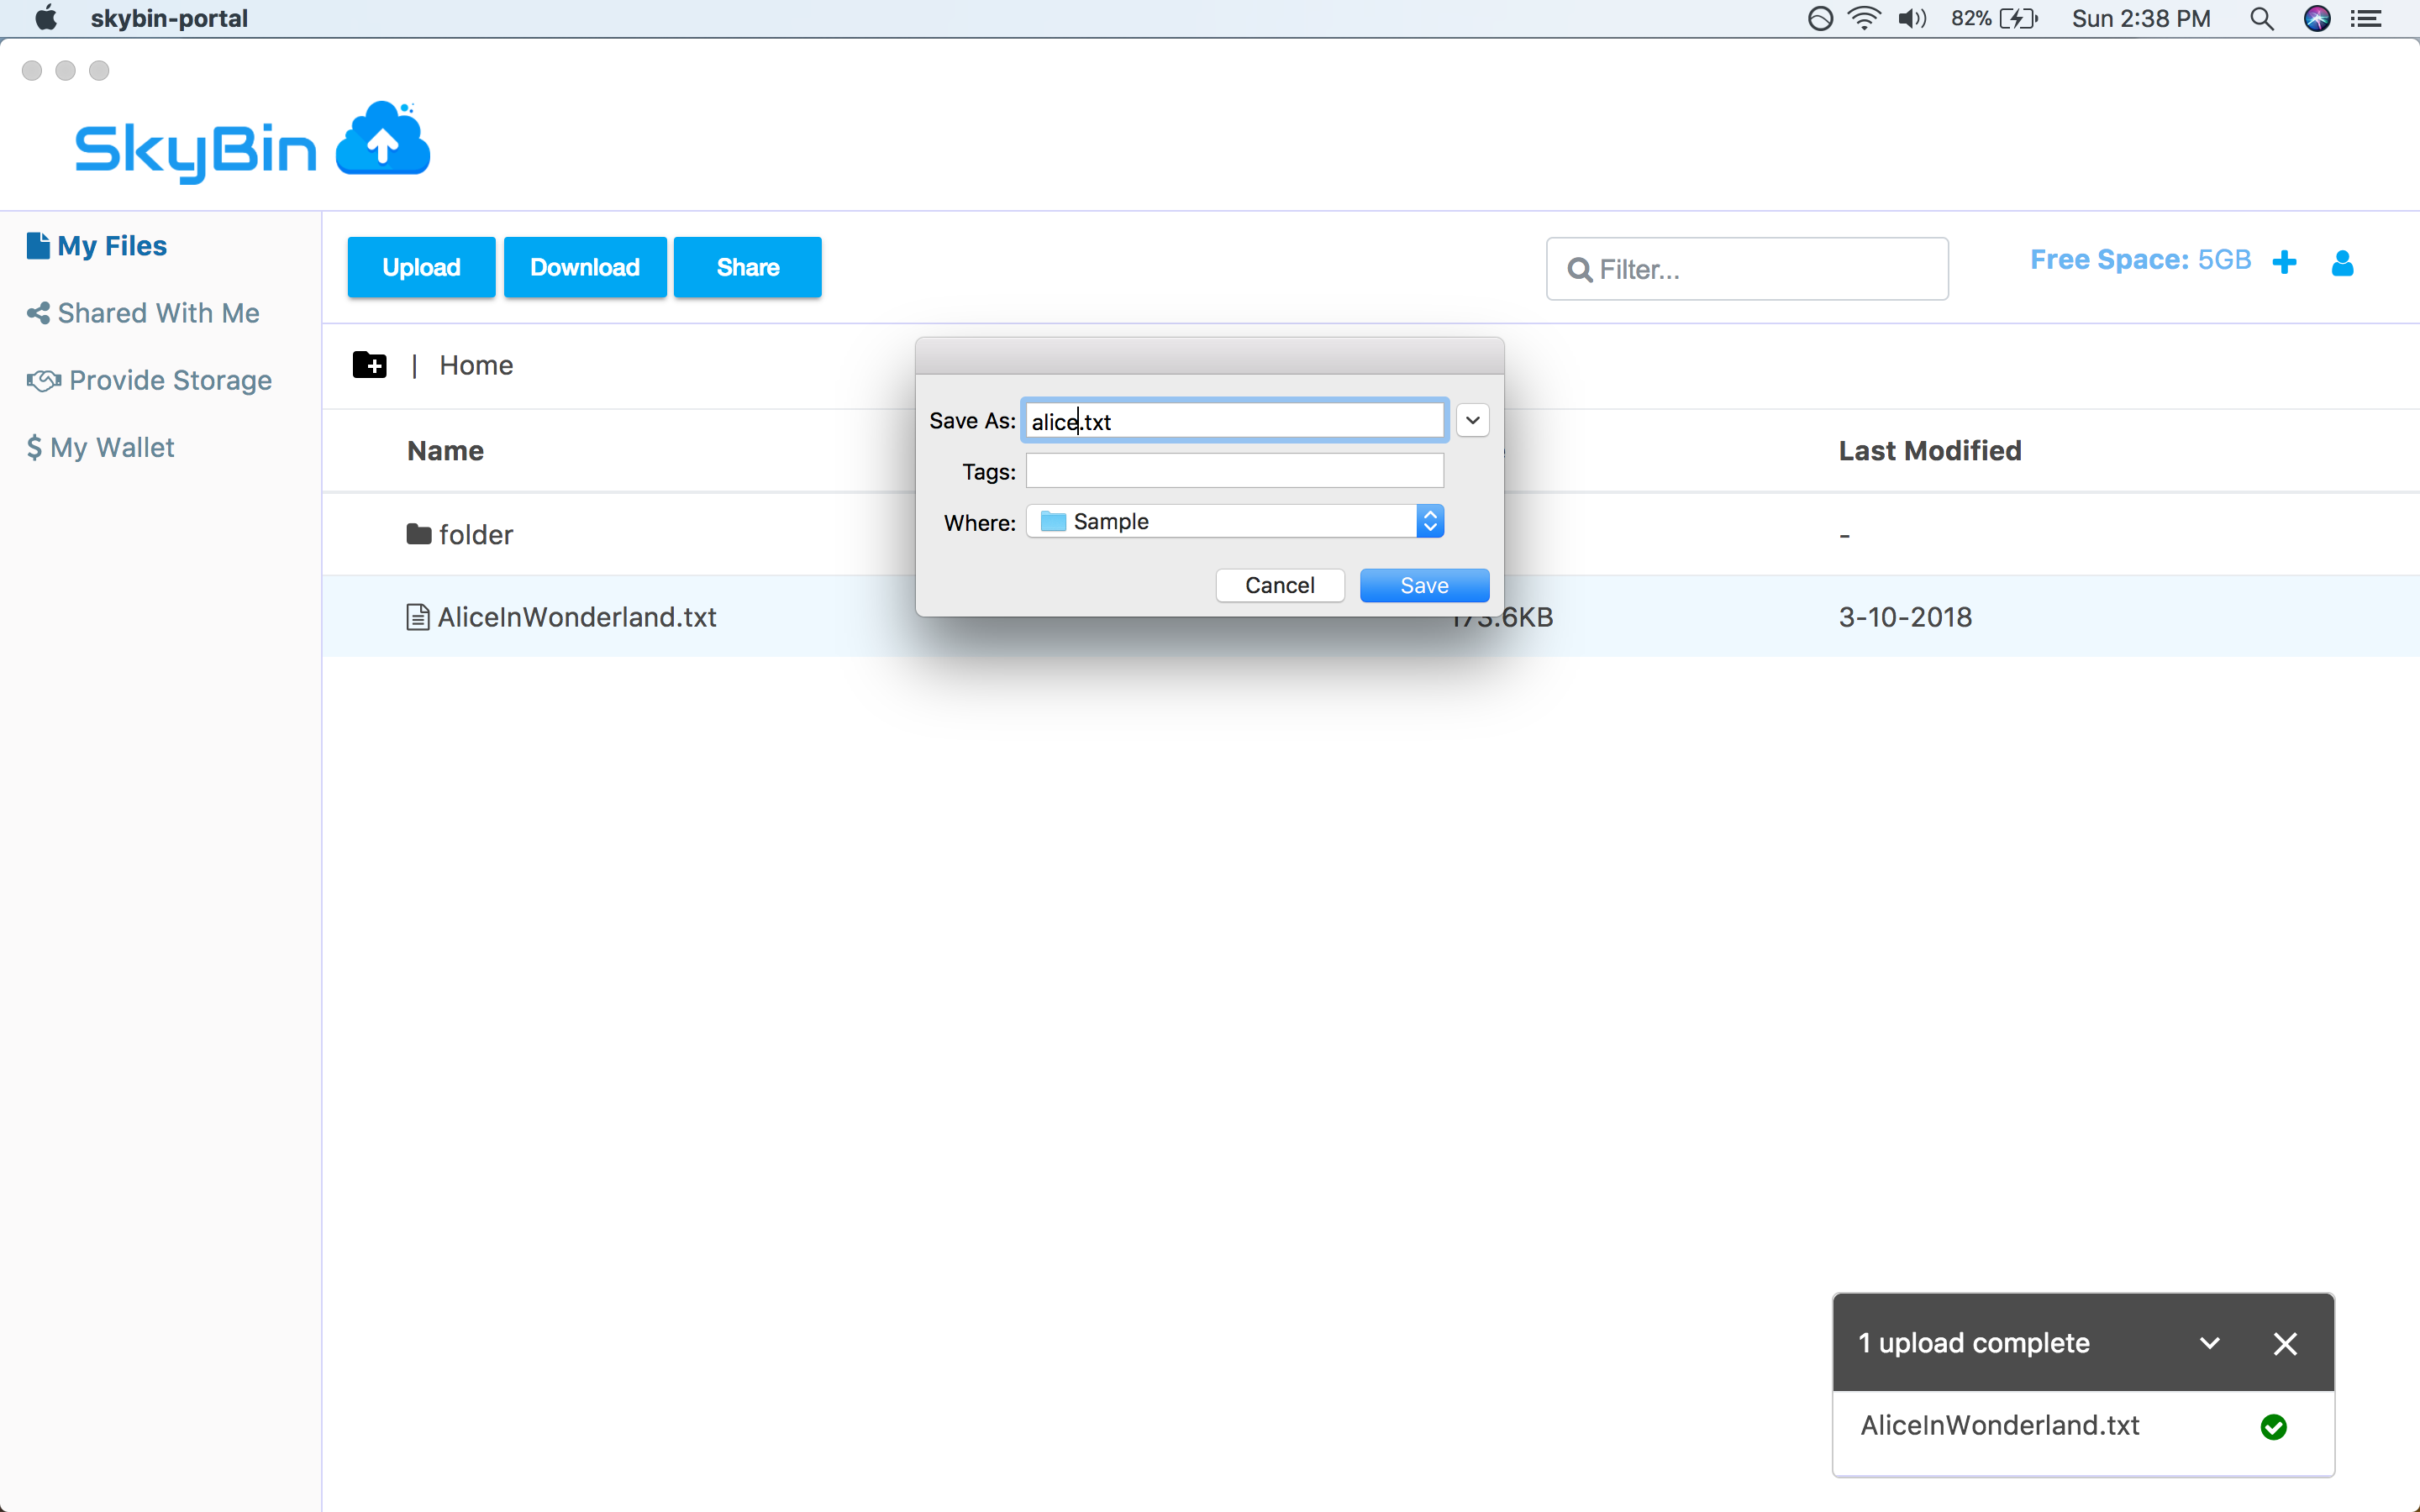 skybin-portal 82% Sun 2:38 PM
SkyBin
My Files
Shared With Me
Provide Storage
$ My Wallet
Upload Download Share Filter... Free Space: 5GB
| Home
Save As: alice.txt
Tags:
Where: Sample
Cancel Save
Name Last Modified
folder -
AliceInWonderland.txt 173.6KB 3-10-2018
1 upload complete
AliceInWonderland.txt